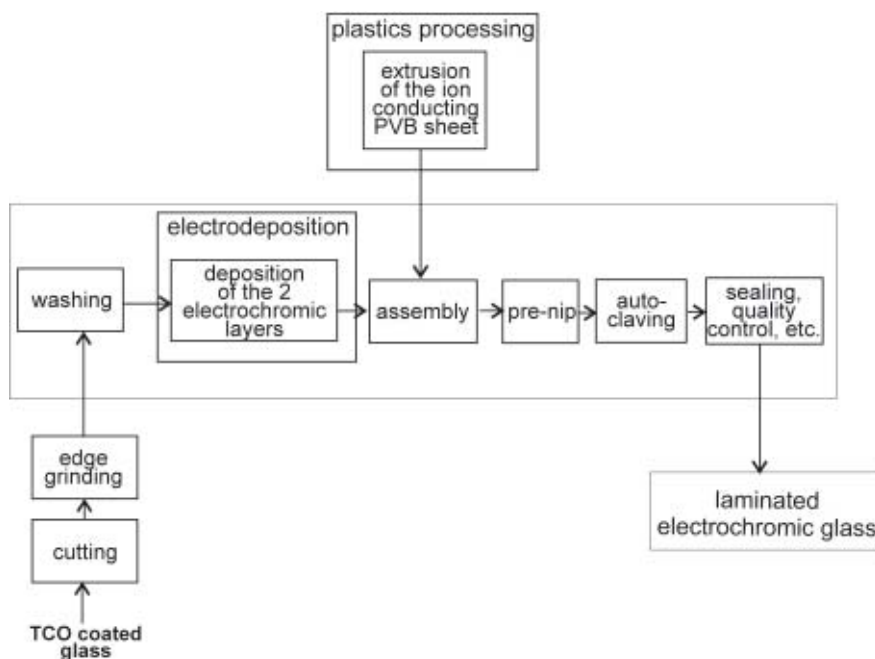 plastics processing
extrusion
of the ion
conducting
PVB sheet
electrodeposition
washing
deposition
of the 2
electrochromic
layers
assembly
pre-nip
auto-
claving
sealing,
quality
control, etc.
edge
grinding
laminated
electrochromic glass
cutting
TCO coated
glass